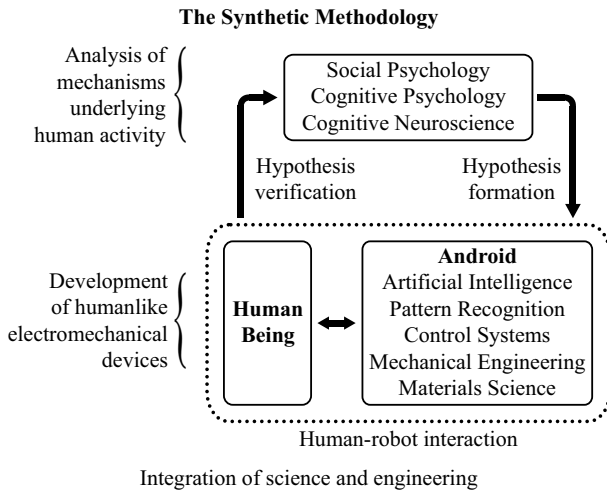 The Synthetic Methodology
Analysis of
mechanisms
underlying
human activity
Social Psychology
Cognitive Psychology
Cognitive Neuroscience
Hypothesis
verification
Hypothesis
formation
Development
of humanlike
electromechanical
devices
Human
Being
Android
Artificial Intelligence
Pattern Recognition
Control Systems
Mechanical Engineering
Materials Science
Human-robot interaction
Integration of science and engineering